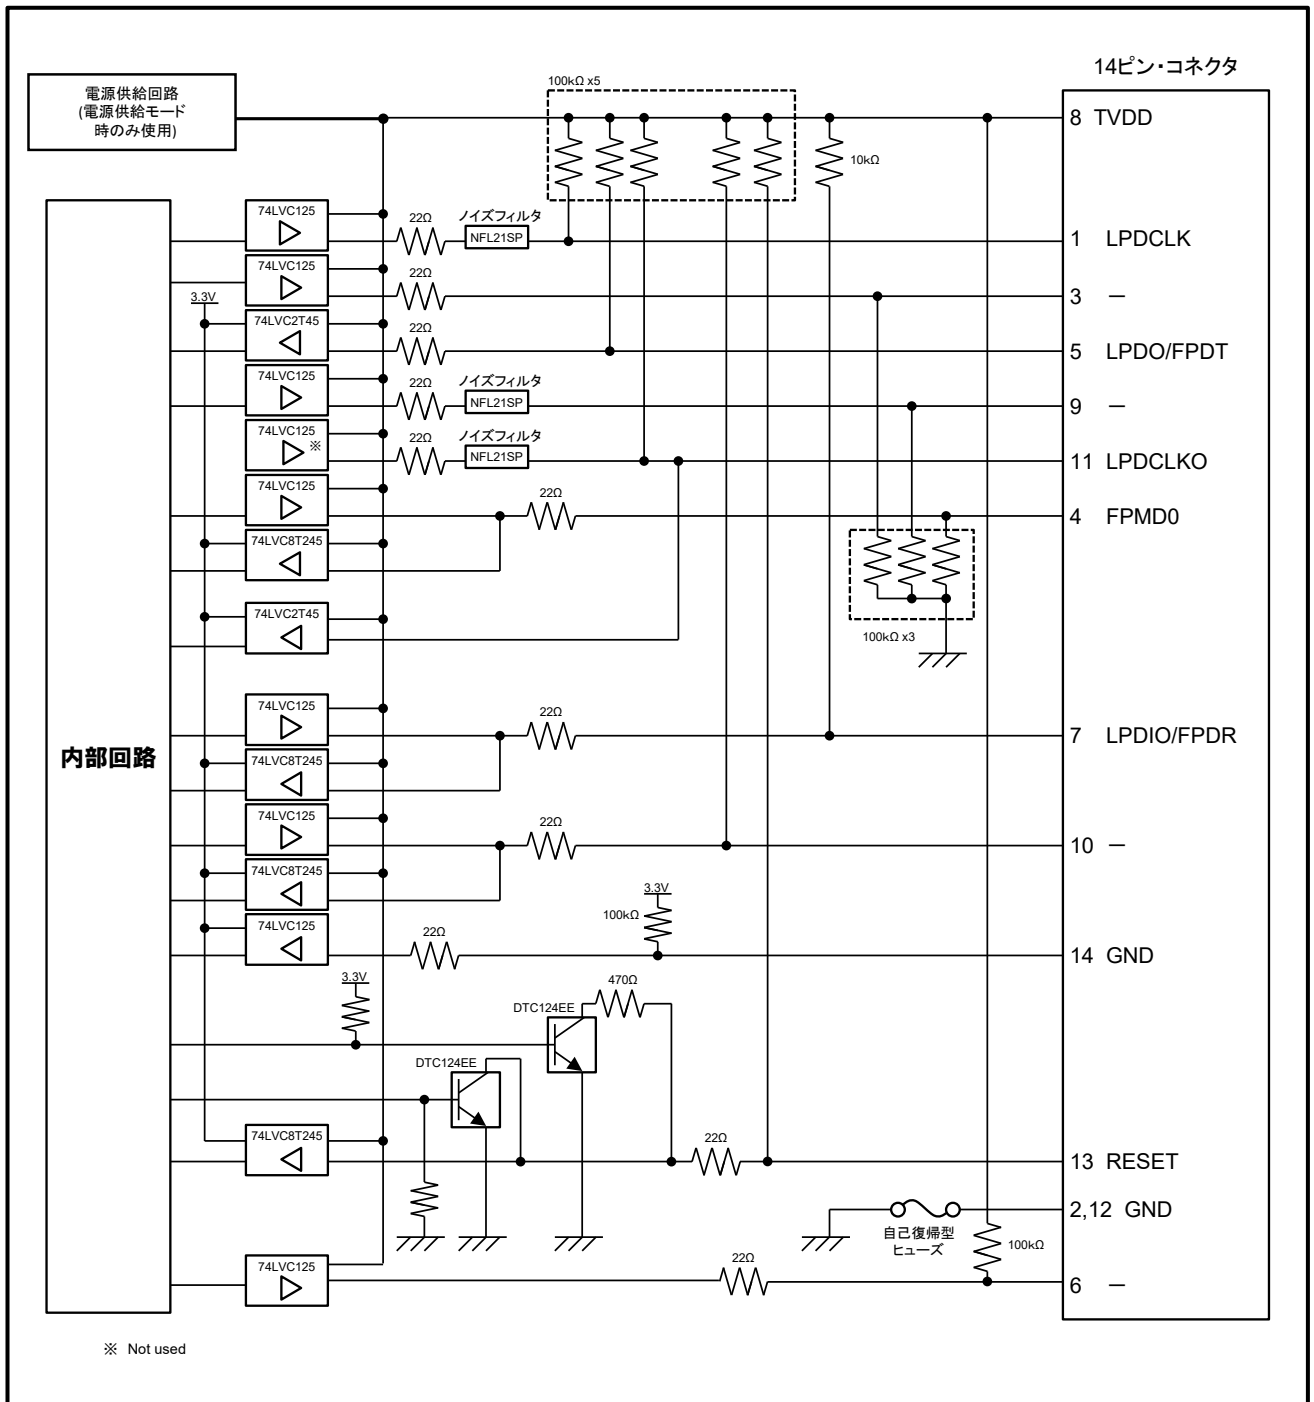 14ピン・コネクタ
電源供給回路
(電源供給モード
時のみ使用)
100kΩ x5
8 TVDD
10kΩ
74LVC125
22Ω
ノイズフィルタ
NFL21SP
1 LPDCLK
74LVC125
22Ω
3 －
3.3V
74LVC2T45
22Ω
5 LPDO/FPDT
74LVC125
22Ω
ノイズフィルタ
NFL21SP
9 －
74LVC125
※
22Ω
ノイズフィルタ
NFL21SP
11 LPDCLKO
74LVC125
22Ω
4 FPMD0
74LVC8T245
74LVC2T45
100kΩ x3
74LVC125
22Ω
7 LPDIO/FPDR
内部回路
74LVC8T245
74LVC125
22Ω
10 －
74LVC8T245
3.3V
100kΩ
74LVC125
22Ω
14 GND
3.3V
470Ω
DTC124EE
DTC124EE
74LVC8T245
22Ω
13 RESET
2,12 GND
自己復帰型
ヒューズ
100kΩ
74LVC125
22Ω
6 －
※ Not used